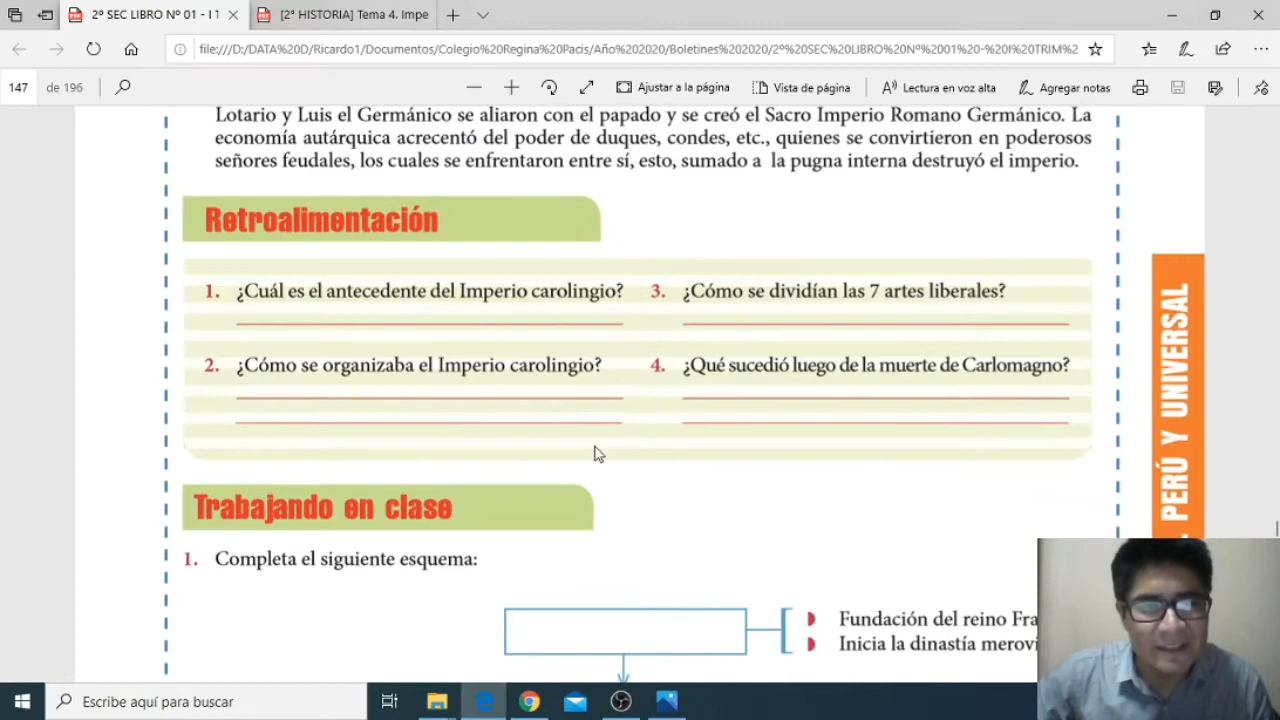 2º SEC LIBRO Nº 01 - I T
[2ª HISTORIA] Tema 4. Impe
file:///D:/DATA%20D/Ricardo1/Documentos/Colegio%20Regina%20Pacis/Año%202020/Boletines%202020/2º%20SEC%20LIBRO%20Nº%2001%20-%20I%20TRIM%2
147 de 196
Ajustar a la página
Vista de página
Lectura en voz alta
Agregar notas
Lotario y Luis el Germánico se aliaron con el papado y se creó el Sacro Imperio Romano Germánico. La
economía autárquica acrecentó del poder de duques, condes, etc., quienes se convirtieron en poderosos
señores feudales, los cuales se enfrentaron entre sí, esto, sumado a la pugna interna destruyó el imperio.
Retroalimentación
1. ¿Cuál es el antecedente del Imperio carolingio?
2. ¿Cómo se organizaba el Imperio carolingio?
3. ¿Cómo se dividían las 7 artes liberales?
4. ¿Qué sucedió luego de la muerte de Carlomagno?
PERÚ Y UNIVERSAL
Trabajando en clase
1. Completa el siguiente esquema:
Fundación del reino Fra
Inicia la dinastía merovi
Escribe aquí para buscar